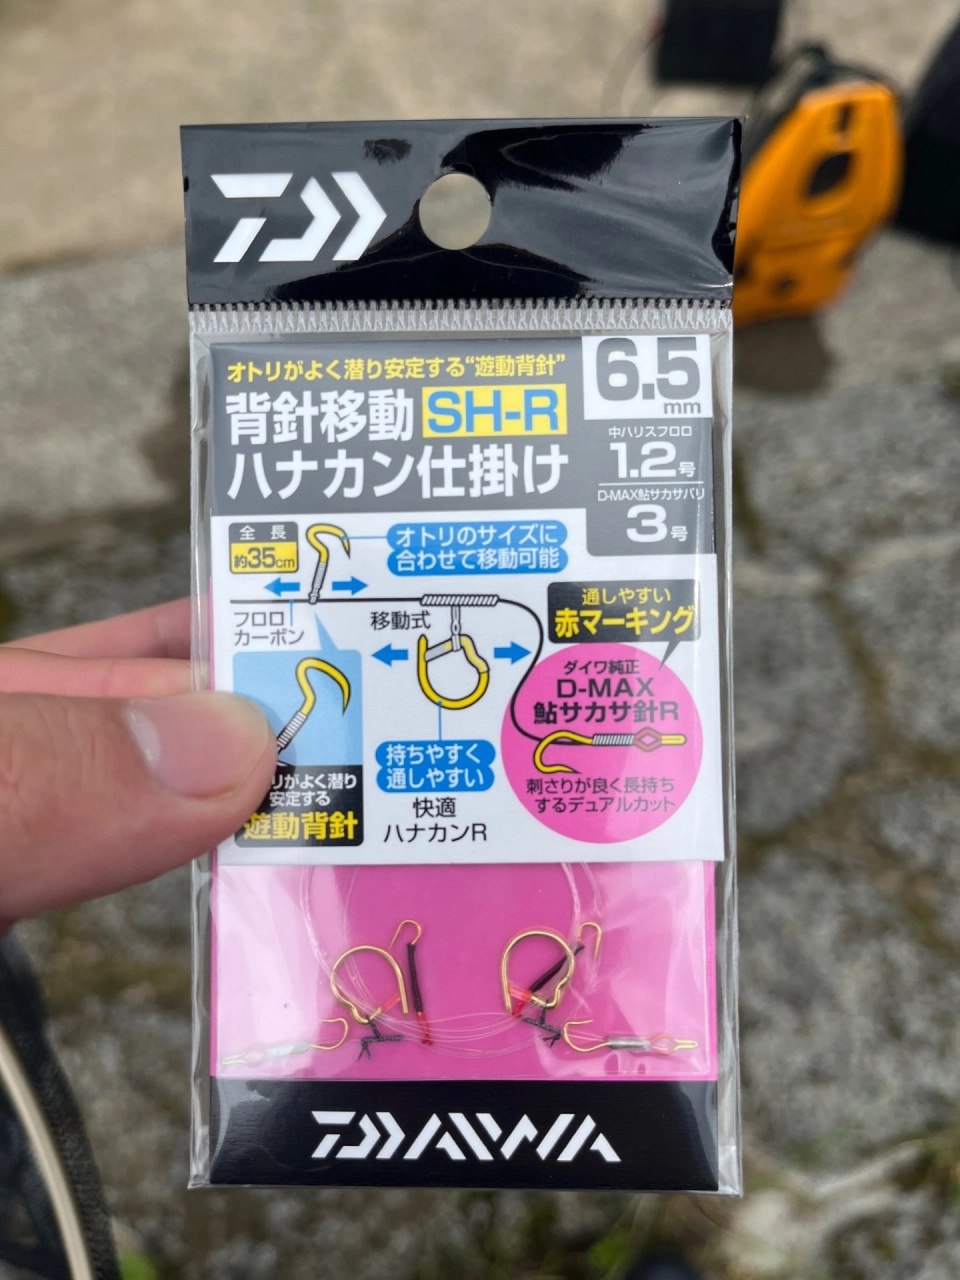 オトリがよく潜り安定する“遊動背針”
背針移動 SH-R
ハナカン仕掛け
6.5
mm
中ハリスフロロ
1.2号
D-MAX鮎サカサバリ
3号
全長
約35cm
オトリのサイズに
合わせて移動可能
フロロ
カーボン
移動式
通しやすい
赤マーキング
ダイワ純正
D-MAX
鮎サカサ針R
刺さりが良く長持ち
するデュアルカット
持ちやすく
通しやすい
快適
ハナカンR
リがよく潜り
安定する
遊動背針
DAIWA